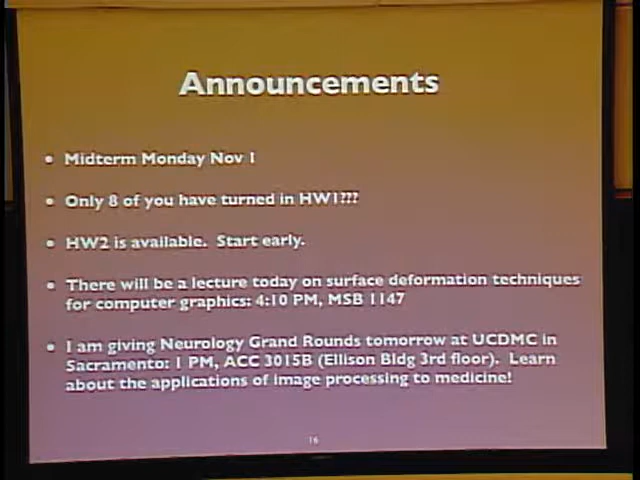 Announcements
• Midterm Monday Nov 1
• Only 8 of you have turned in HW1???
• HW2 is available. Start early.
• There will be a lecture today on surface deformation techniques
for computer graphics: 4:10 PM, MSB 1147
• I am giving Neurology Grand Rounds tomorrow at UCDMC in
Sacramento: 1 PM, ACC 3015B (Ellison Bldg 3rd floor). Learn
about the applications of image processing to medicine!
16